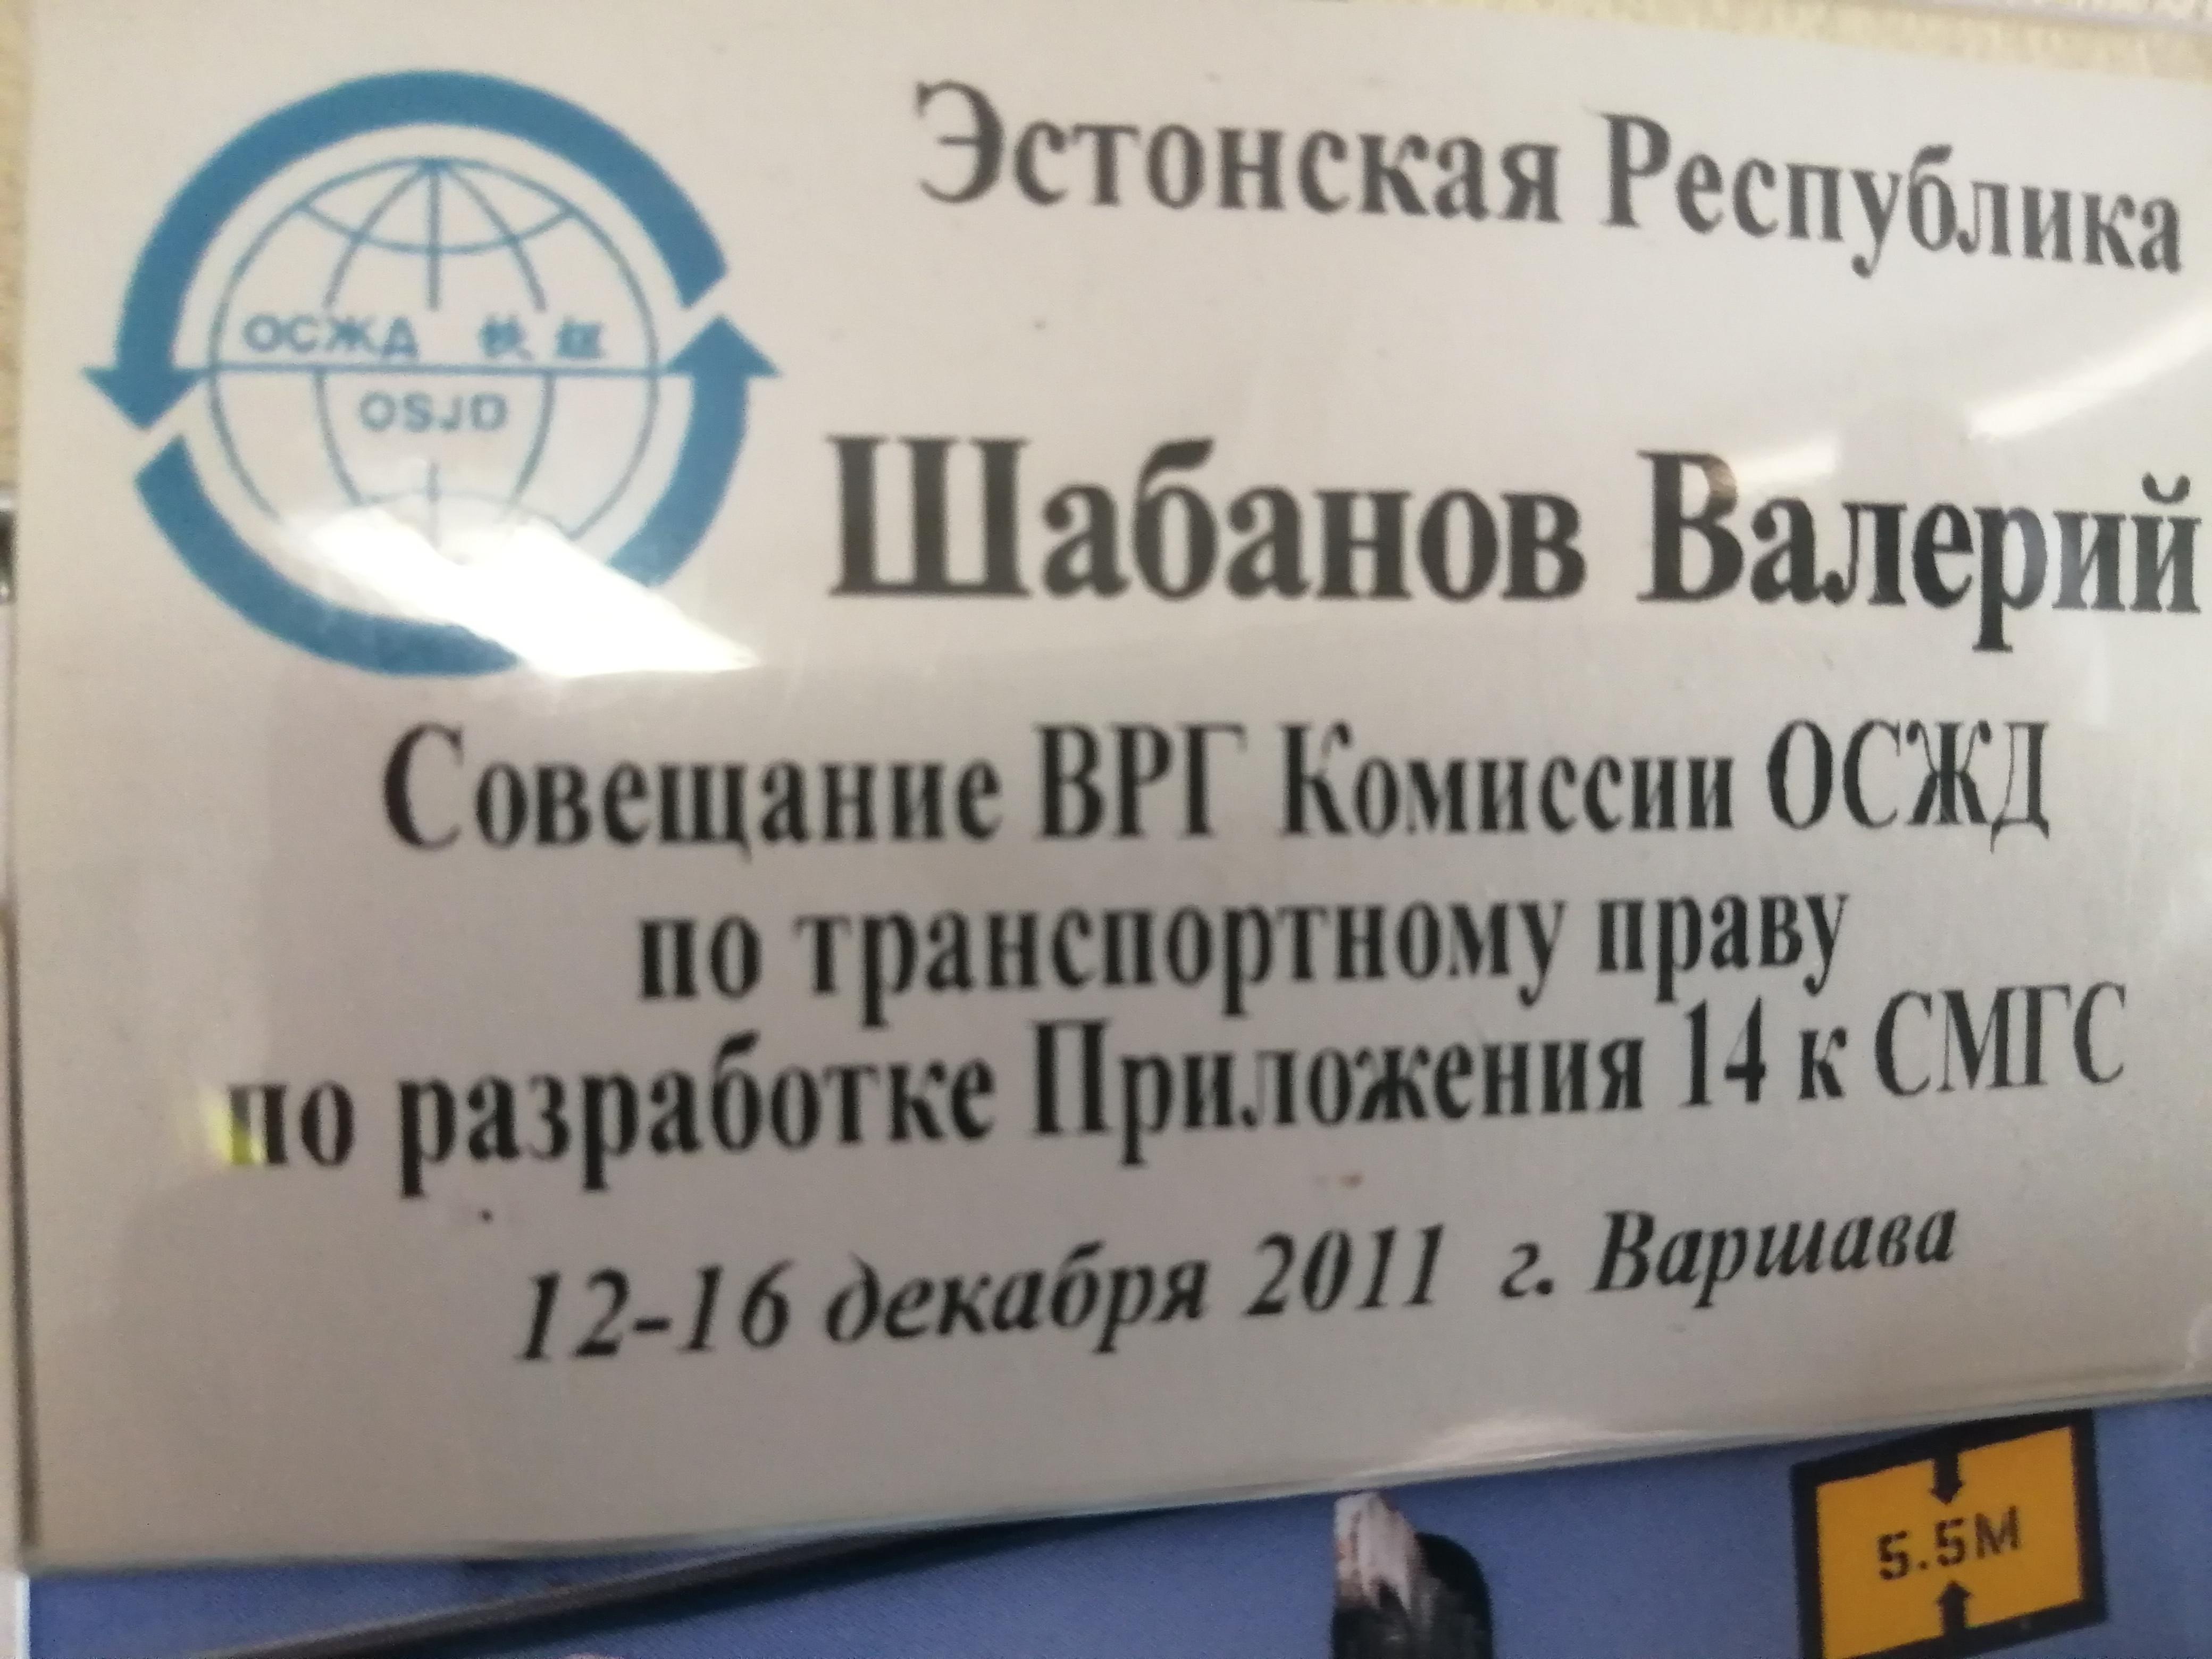 Эстонская Республика
ОСЖД
OSJD
Шабанов Валерий
Совещание ВРГ Комиссии ОСЖД
по транспортному праву
по разработке Приложения 14 к СМГС
12-16 декабря 2011 г. Варшава
5.5M